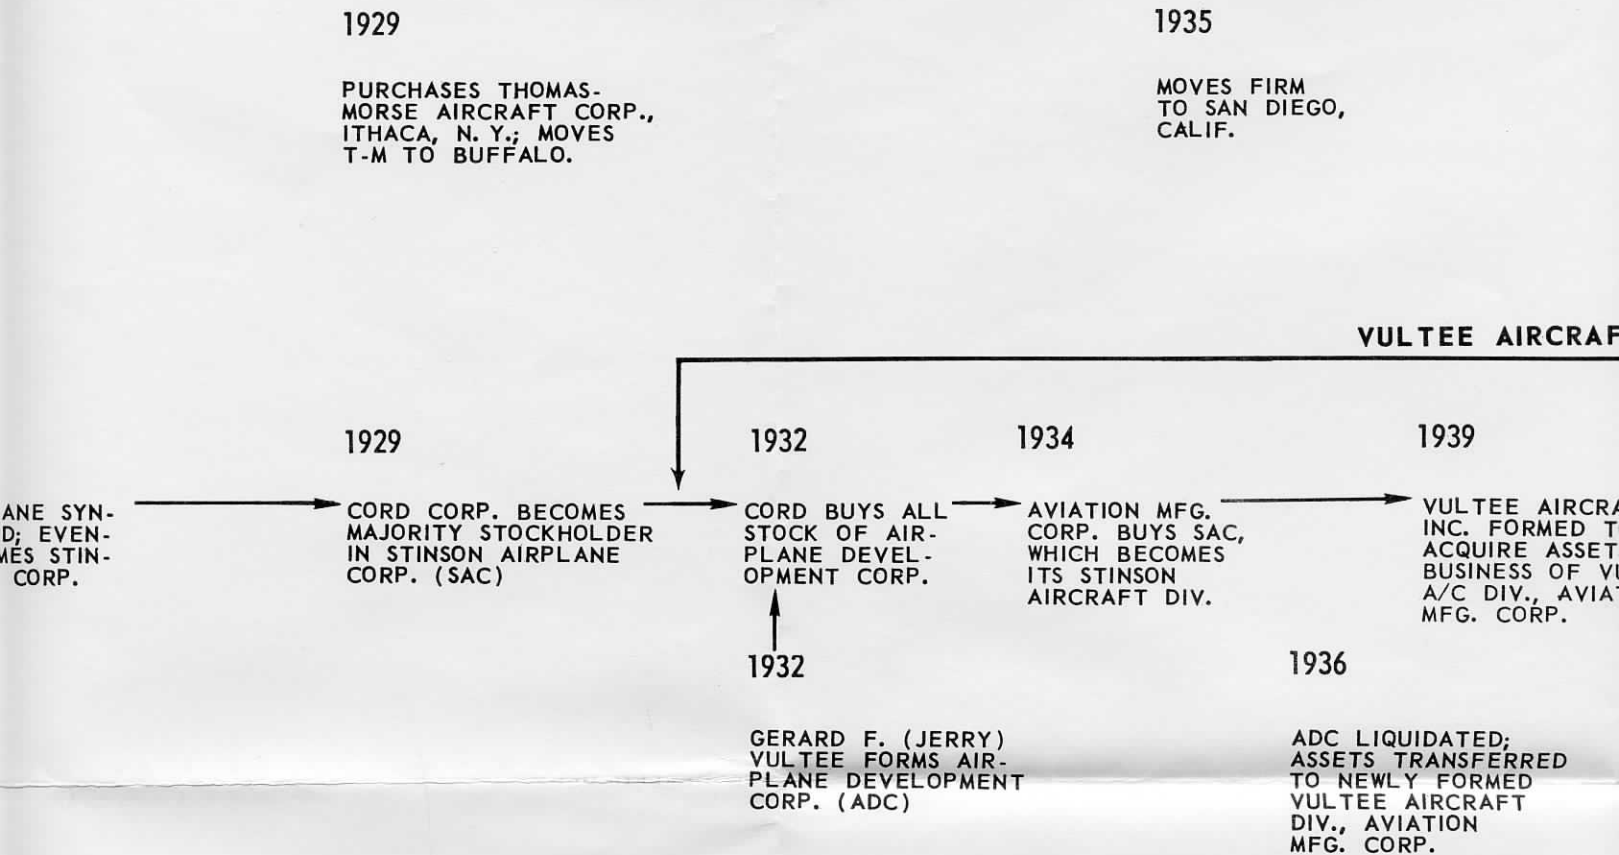 1929
PURCHASES THOMAS-
MORSE AIRCRAFT CORP.,
ITHACA, N. Y.; MOVES
T-M TO BUFFALO.
1935
MOVES FIRM
TO SAN DIEGO,
CALIF.
VULTEE AIRCRAF
ANE SYN-
D; EVEN-
MES STIN-
CORP.
1929
CORD CORP. BECOMES
MAJORITY STOCKHOLDER
IN STINSON AIRPLANE
CORP. (SAC)
1932
CORD BUYS ALL
STOCK OF AIR-
PLANE DEVEL-
OPMENT CORP.
1934
AVIATION MFG.
CORP. BUYS SAC,
WHICH BECOMES
ITS STINSON
AIRCRAFT DIV.
1939
VULTEE AIRCRA
INC. FORMED T
ACQUIRE ASSET
BUSINESS OF VU
A/C DIV., AVIAT
MFG. CORP.
1932
GERARD F. (JERRY)
VULTEE FORMS AIR-
PLANE DEVELOPMENT
CORP. (ADC)
1936
ADC LIQUIDATED;
ASSETS TRANSFERRED
TO NEWLY FORMED
VULTEE AIRCRAFT
DIV., AVIATION
MFG. CORP.